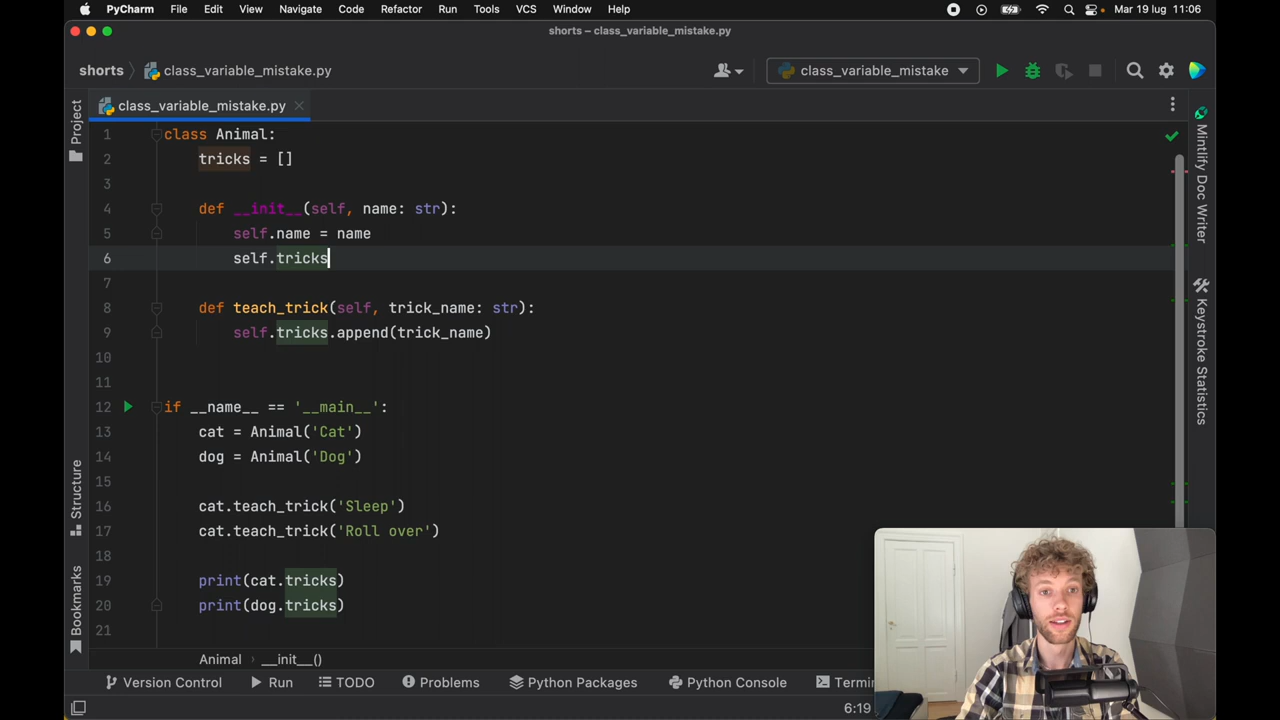 PyCharm File Edit View Navigate Code Refactor Run Tools VCS Window Help Mar 19 lug 11:06
shorts – class_variable_mistake.py
shorts class_variable_mistake.py class_variable_mistake
class_variable_mistake.py
Project
Structure
Bookmarks
1 class Animal:
2 tricks = []
3
4 def __init__(self, name: str):
5 self.name = name
6 self.tricks
7
8 def teach_trick(self, trick_name: str):
9 self.tricks.append(trick_name)
10
11
12 if __name__ == '__main__':
13 cat = Animal('Cat')
14 dog = Animal('Dog')
15
16 cat.teach_trick('Sleep')
17 cat.teach_trick('Roll over')
18
19 print(cat.tricks)
20 print(dog.tricks)
21
Mintlify Doc Writer
Keystroke Statistics
Animal › __init__()
Version Control Run TODO Problems Python Packages Python Console Termi
6:19